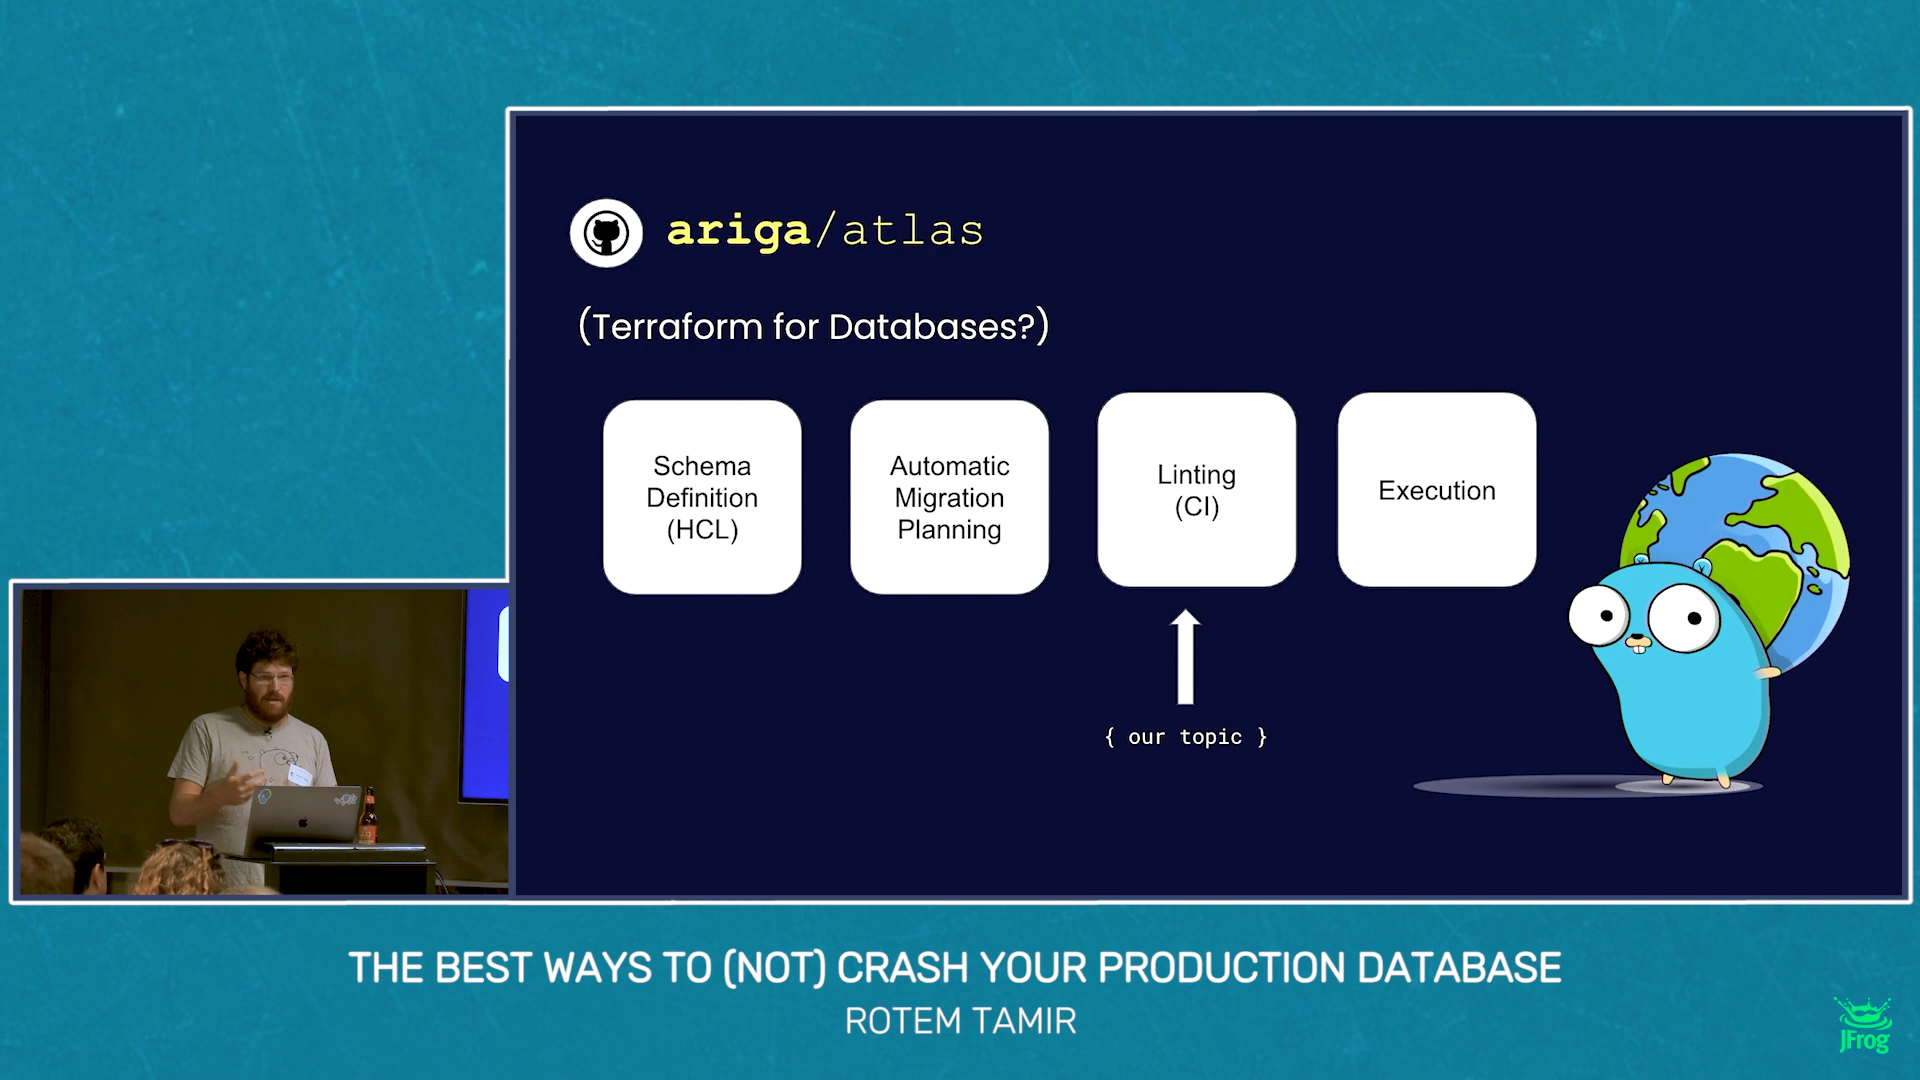 ariga/atlas
(Terraform for Databases?)
Schema
Definition
(HCL)
Automatic
Migration
Planning
Linting
(CI)
Execution
{ our topic }
THE BEST WAYS TO (NOT) CRASH YOUR PRODUCTION DATABASE
ROTEM TAMIR
JFrog